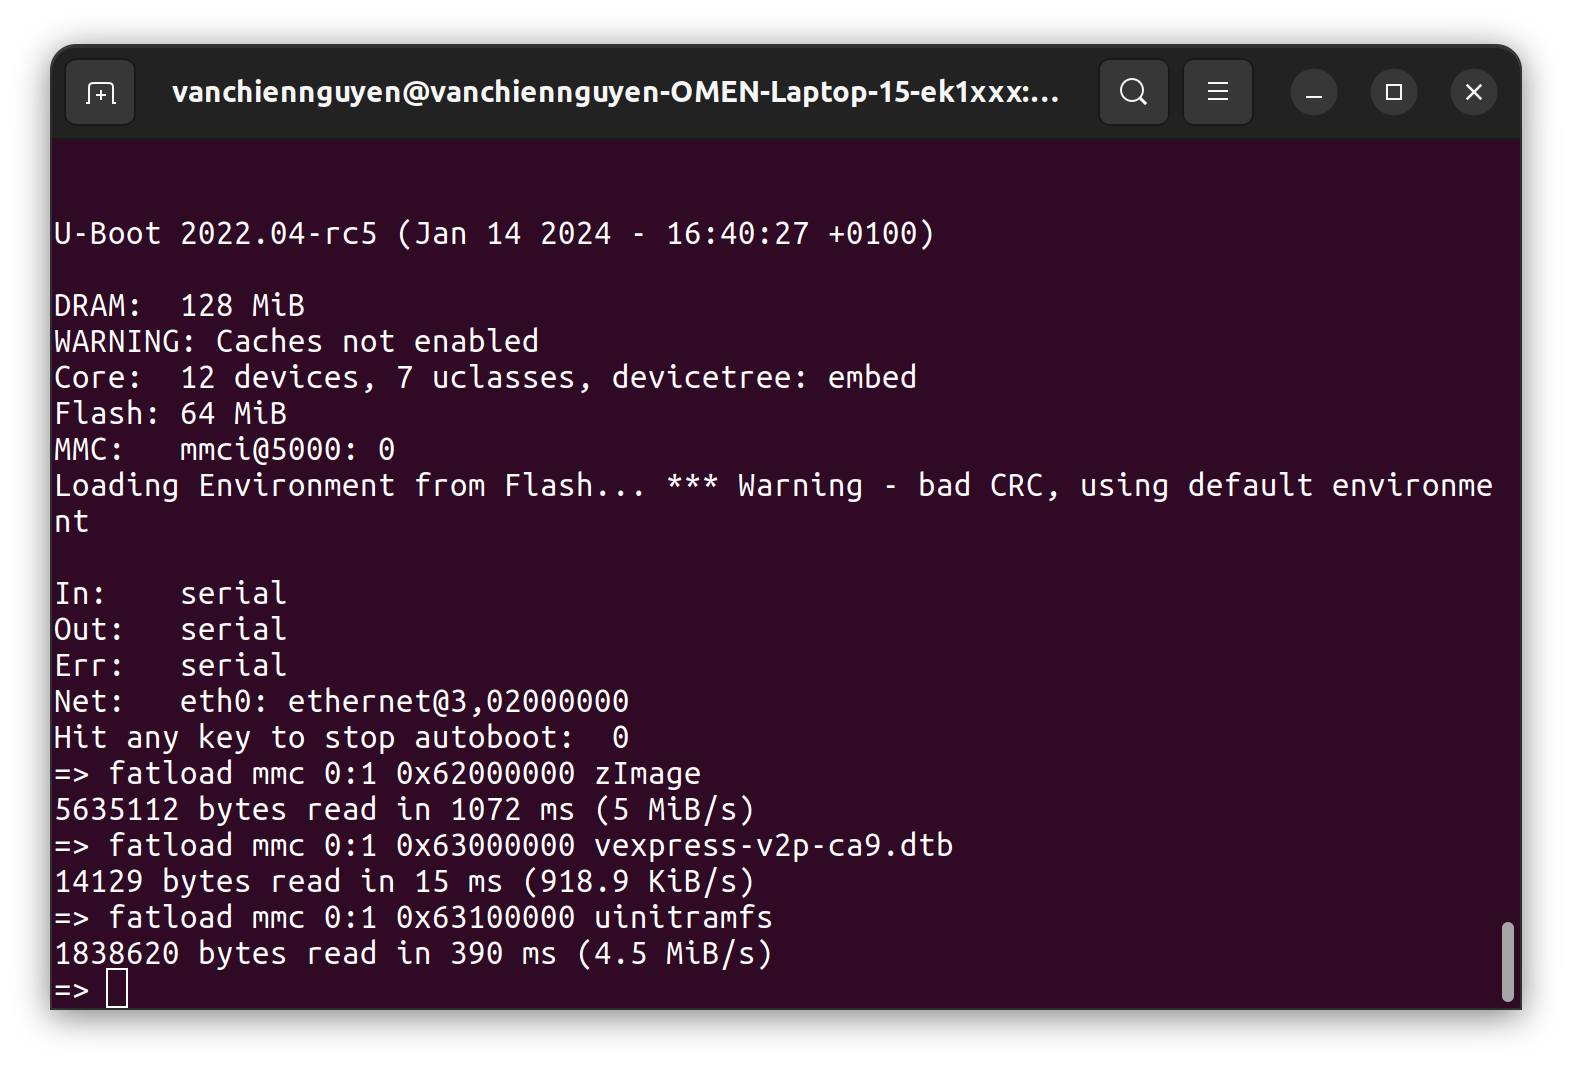 vanchiennguyen@vanchiennguyen-OMEN-Laptop-15-ek1xxx:...
U-Boot 2022.04-rc5 (Jan 14 2024 - 16:40:27 +0100)
DRAM:  128 MiB
WARNING: Caches not enabled
Core:  12 devices, 7 uclasses, devicetree: embed
Flash: 64 MiB
MMC:   mmci@5000: 0
Loading Environment from Flash... *** Warning - bad CRC, using default environme
nt
In:    serial
Out:   serial
Err:   serial
Net:   eth0: ethernet@3,02000000
Hit any key to stop autoboot:  0
=> fatload mmc 0:1 0x62000000 zImage
5635112 bytes read in 1072 ms (5 MiB/s)
=> fatload mmc 0:1 0x63000000 vexpress-v2p-ca9.dtb
14129 bytes read in 15 ms (918.9 KiB/s)
=> fatload mmc 0:1 0x63100000 uinitramfs
1838620 bytes read in 390 ms (4.5 MiB/s)
=>